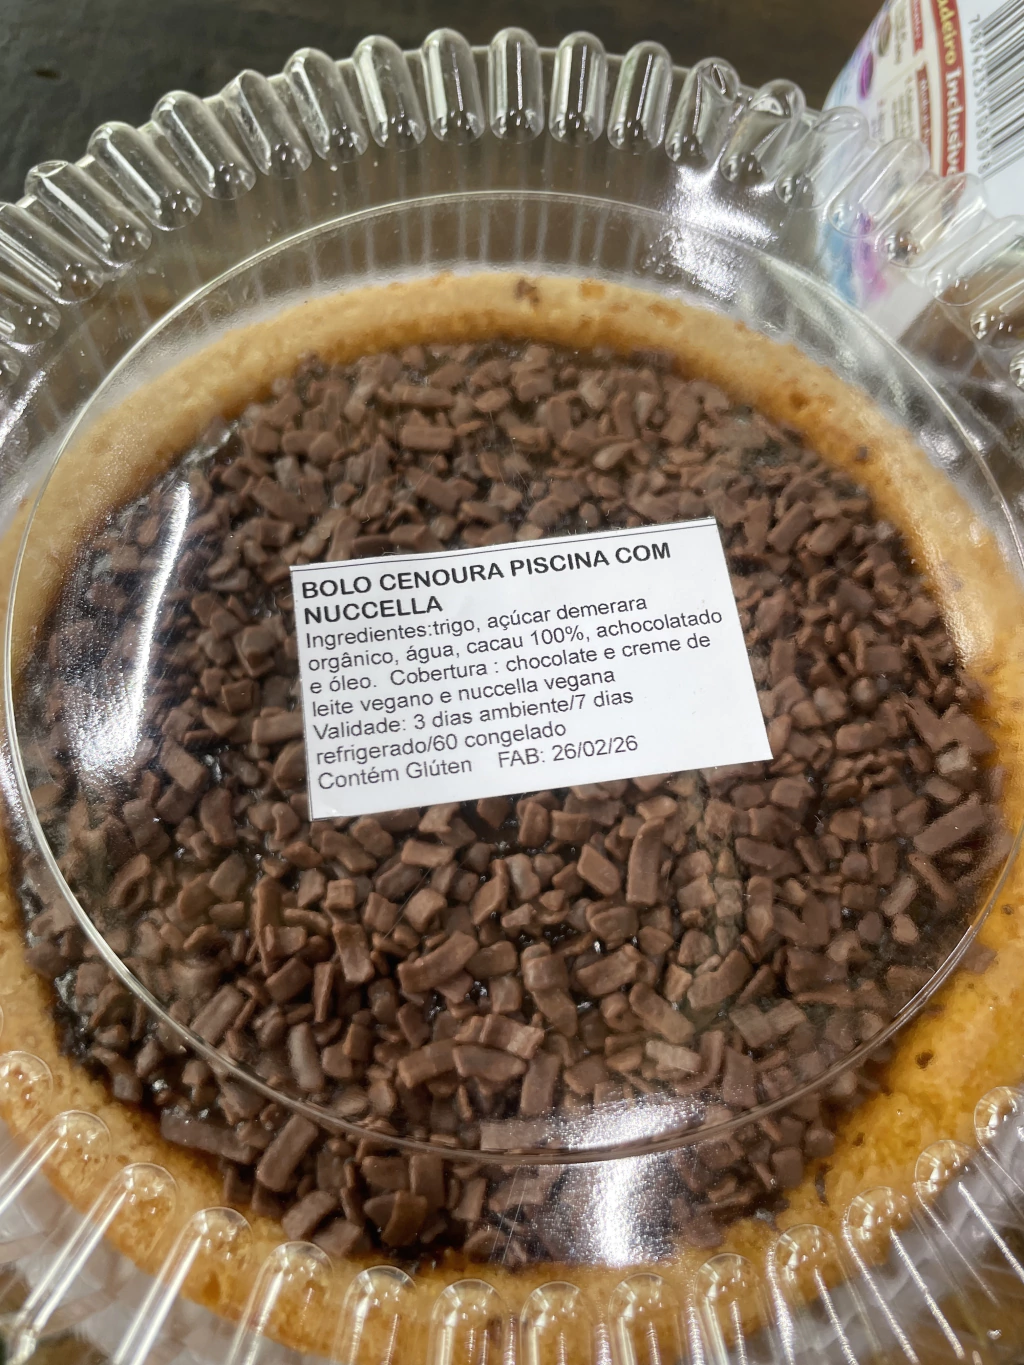 BOLO CENOURA PISCINA COM
NUCCELLA
Ingredientes:trigo, açúcar demerara
orgânico, água, cacau 100%, achocolatado
e óleo. Cobertura : chocolate e creme de
leite vegano e nuccella vegana
Validade: 3 dias ambiente/7 dias
refrigerado/60 congelado
Contém Glúten FAB: 26/02/26
Inclusivo